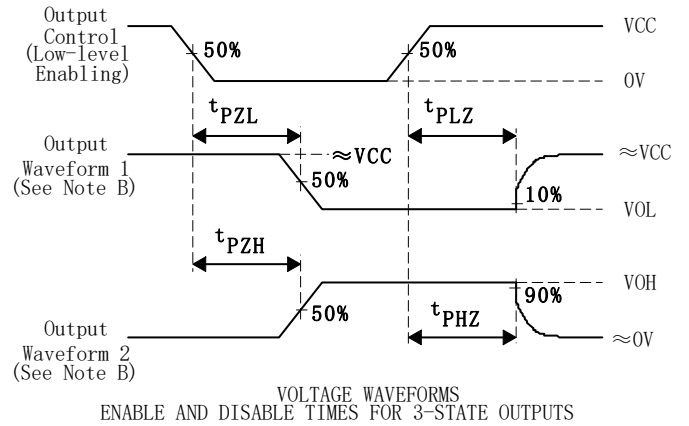 Output
Control
(Low-level
Enabling)
50%
50%
VCC
0V
tPZL
tPLZ
Output
Waveform 1
(See Note B)
≈VCC
50%
10%
≈VCC
VOL
tPZH
50%
VOH
90%
tPHZ
Output
Waveform 2
(See Note B)
≈0V
VOLTAGE WAVEFORMS
ENABLE AND DISABLE TIMES FOR 3-STATE OUTPUTS